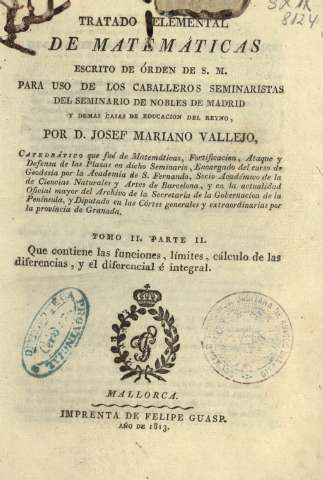 TRATADO ELEMENTAL
DE MATEMÁTICAS
ESCRITO DE ÓRDEN DE S. M.
PARA USO DE LOS CABALLEROS SEMINARISTAS
DEL SEMINARIO DE NOBLES DE MADRID
Y DEMAS CASAS DE EDUCACION DEL REYNO,
POR D. JOSEF MARIANO VALLEJO,
Catedrático que fué de Matemáticas, Fortificacion, Ataque y
Defensa de las Plazas en dicho Seminario, Encargado del curso de
Geodesia por la Academia de S. Fernando, Socio Académico de la
de Ciencias Naturales y Artes de Barcelona, y en la actualidad
Oficial mayor del Archivo de la Secretaría de la Gobernacion de la
Península, y Diputado en las Córtes generales y extraordinarias por
la provincia de Granada.
TOMO II. PARTE II.
Que contiene las funciones, límites, cálculo de las
diferencias, y el diferencial é integral.
MALLORCA.
IMPRENTA DE FELIPE GUASP.
AÑO DE 1813.